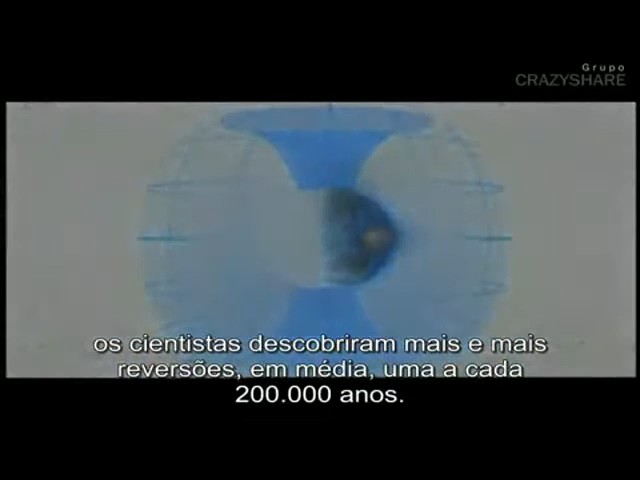 Grupo
CRAZYSHARE
os cientistas descobriram mais e mais
reversões, em média, uma a cada
200.000 anos.